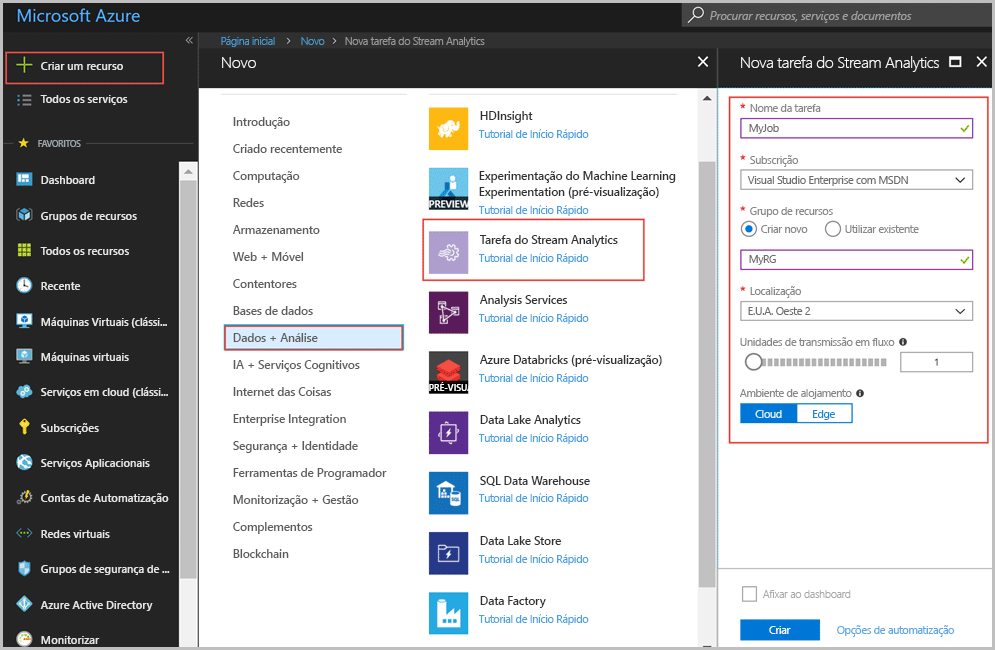 Microsoft Azure
Procurar recursos, serviços e documentos
Criar um recurso
Todos os serviços
FAVORITOS
Dashboard
Grupos de recursos
Todos os recursos
Recente
Máquinas Virtuais (clássi...
Máquinas virtuais
Serviços em cloud (clássi...
Subscrições
Serviços Aplicacionais
Contas de Automatização
Redes virtuais
Grupos de segurança de ...
Azure Active Directory
Monitorizar
Página inicial > Novo > Nova tarefa do Stream Analytics
Novo
Introdução
Criado recentemente
Computação
Redes
Armazenamento
Web + Móvel
Contentores
Bases de dados
Dados + Análise
IA + Serviços Cognitivos
Internet das Coisas
Enterprise Integration
Segurança + Identidade
Ferramentas de Programador
Monitorização + Gestão
Complementos
Blockchain
HDInsight
Tutorial de Início Rápido
Experimentação do Machine Learning
Experimentation (pré-visualização)
PREVIEW
Tutorial de Início Rápido
Tarefa do Stream Analytics
Tutorial de Início Rápido
Analysis Services
Tutorial de Início Rápido
Azure Databricks (pré-visualização)
PRÉ-VISU
Tutorial de Início Rápido
Data Lake Analytics
Tutorial de Início Rápido
SQL Data Warehouse
Tutorial de Início Rápido
Data Lake Store
Tutorial de Início Rápido
Data Factory
Tutorial de Início Rápido
Nova tarefa do Stream Analytics
* Nome da tarefa
MyJob
* Subscrição
Visual Studio Enterprise com MSDN
* Grupo de recursos
Criar novo Utilizar existente
MyRG
* Localização
E.U.A. Oeste 2
Unidades de transmissão em fluxo
1
Ambiente de alojamento
Cloud Edge
Afixar ao dashboard
Criar Opções de automatização